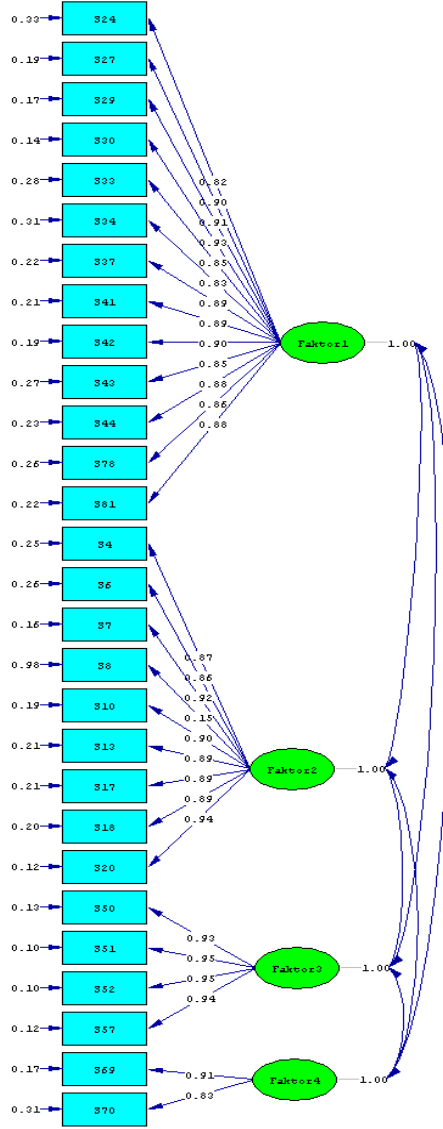 0.33 S24
0.19 S27
0.17 S29
0.14 S30
0.28 S33
0.31 S34
0.22 S37
0.21 S41
0.19 S42
0.27 S43
0.23 S44
0.26 S78
0.22 S81
0.25 S4
0.26 S6
0.16 S7
0.98 S8
0.19 S10
0.21 S13
0.21 S17
0.20 S18
0.12 S20
0.13 S50
0.10 S51
0.10 S52
0.12 S57
0.17 S69
0.31 S70
0.82
0.90
0.91
0.93
0.85
0.83
0.89
0.89
0.90
0.85
0.88
0.86
0.88
Faktor1 1.00
0.87
0.86
0.92
0.15
0.90
0.89
0.89
0.89
0.94
Faktor2 1.00
0.93
0.95
0.95
0.94
Faktor3 1.00
0.91
0.83
Faktor4 1.00